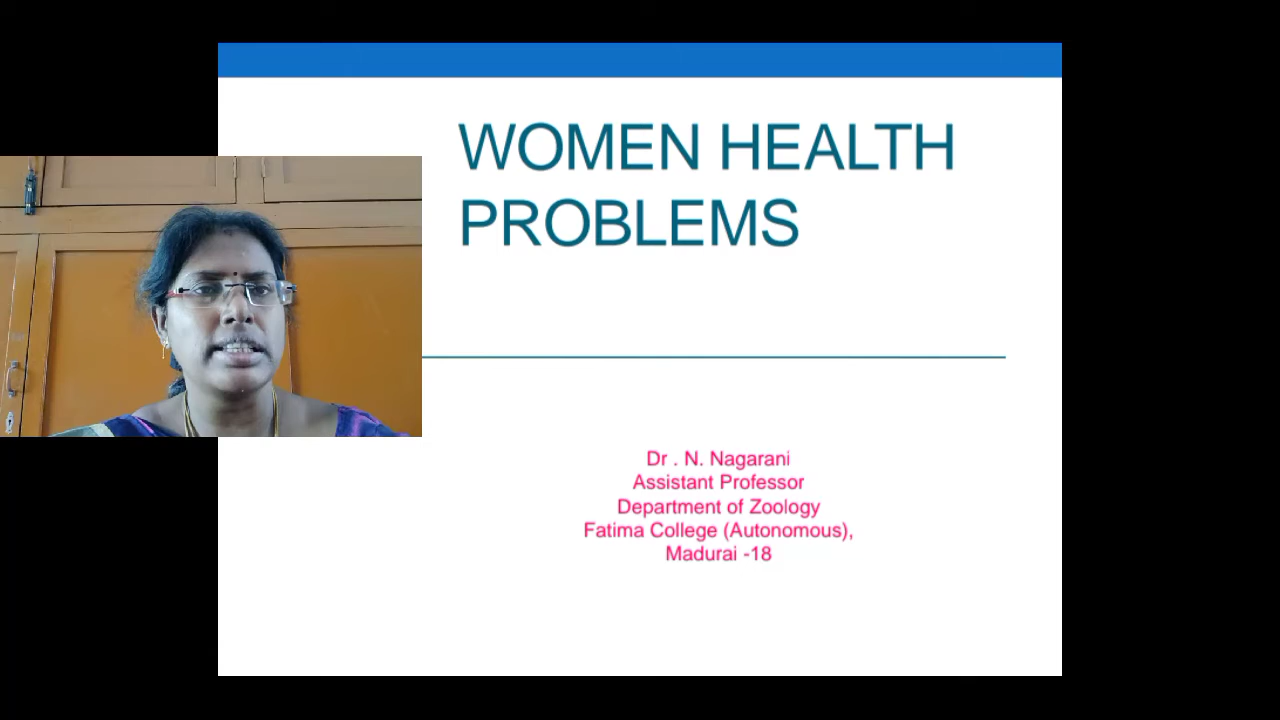 WOMEN HEALTH
PROBLEMS
Dr . N. Nagarani
Assistant Professor
Department of Zoology
Fatima College (Autonomous),
Madurai -18